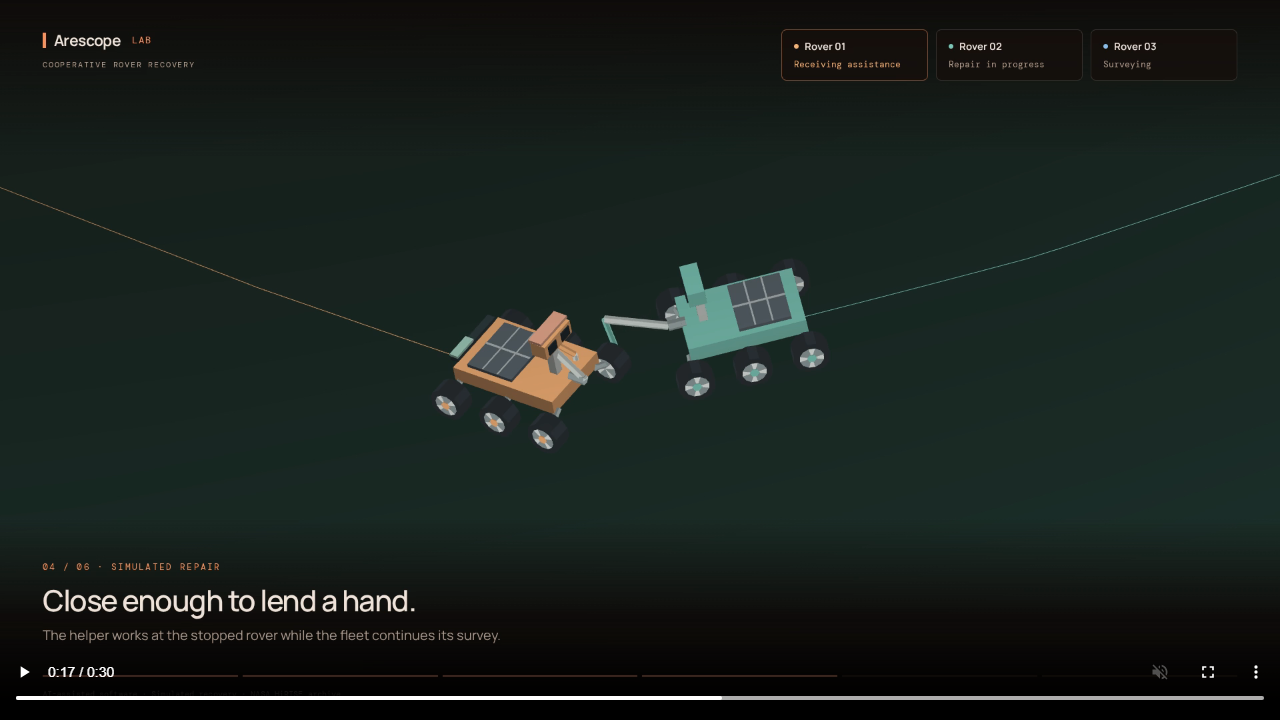 Arescope LAB
COOPERATIVE ROVER RECOVERY
Rover 01
Receiving assistance
Rover 02
Repair in progress
Rover 03
Surveying
04 / 06 · SIMULATED REPAIR
Close enough to lend a hand.
The helper works at the stopped rover while the fleet continues its survey.
0:17 / 0:30